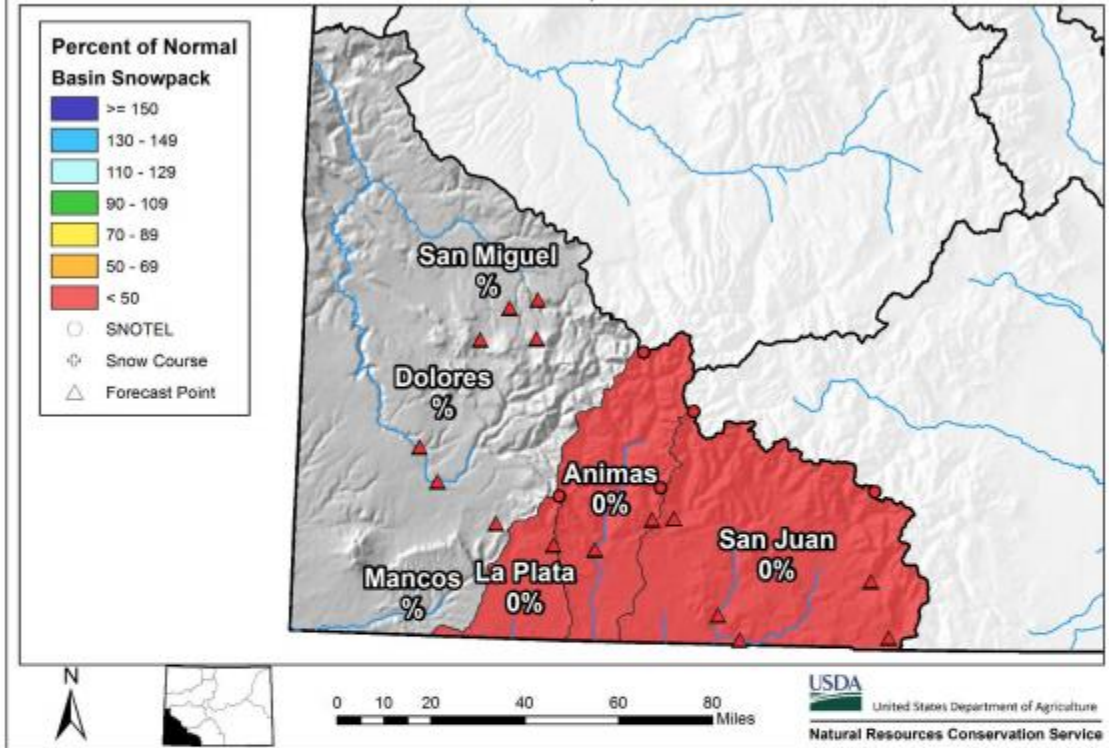 Percent of Normal
Basin Snowpack
>= 150
130 - 149
110 - 129
90 - 109
70 - 89
50 - 69
< 50
SNOTEL
Snow Course
Forecast Point
San Miguel
%
Dolores
%
Animas
0%
San Juan
0%
Mancos
%
La Plata
0%
N
0 5 10 20 40 60 80
Miles
USDA
United States Department of Agriculture
Natural Resources Conservation Service